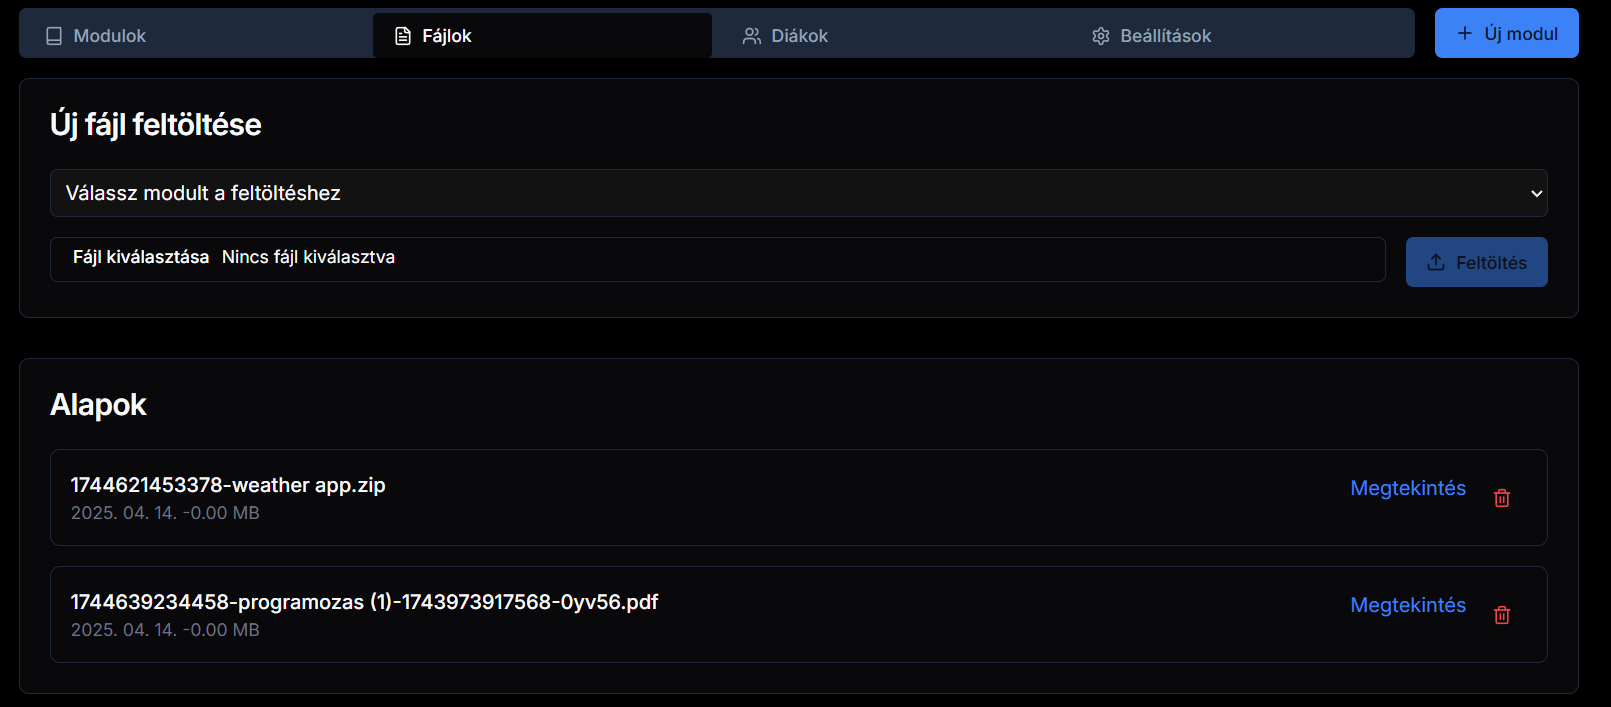 Modulok
Fájlok
Diákok
Beállítások
+ Új modul
Új fájl feltöltése
Válassz modult a feltöltéshez
Fájl kiválasztása Nincs fájl kiválasztva
Feltöltés
Alapok
1744621453378-weather app.zip
2025. 04. 14. -0.00 MB
Megtekintés
1744639234458-programozas (1)-1743973917568-0yv56.pdf
2025. 04. 14. -0.00 MB
Megtekintés